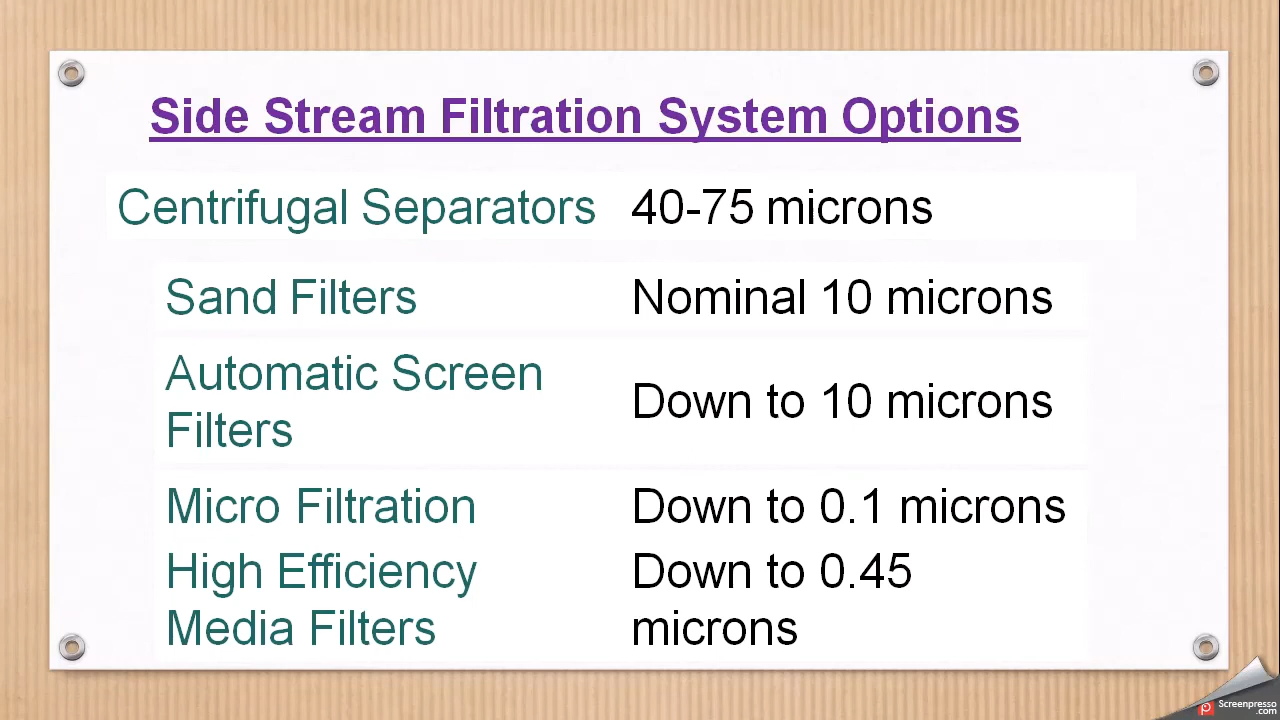 Side Stream Filtration System Options
Centrifugal Separators 40-75 microns
Sand Filters Nominal 10 microns
Automatic Screen
Filters
Down to 10 microns
Micro Filtration Down to 0.1 microns
High Efficiency Down to 0.45
Media Filters microns
Screenpresso
.com